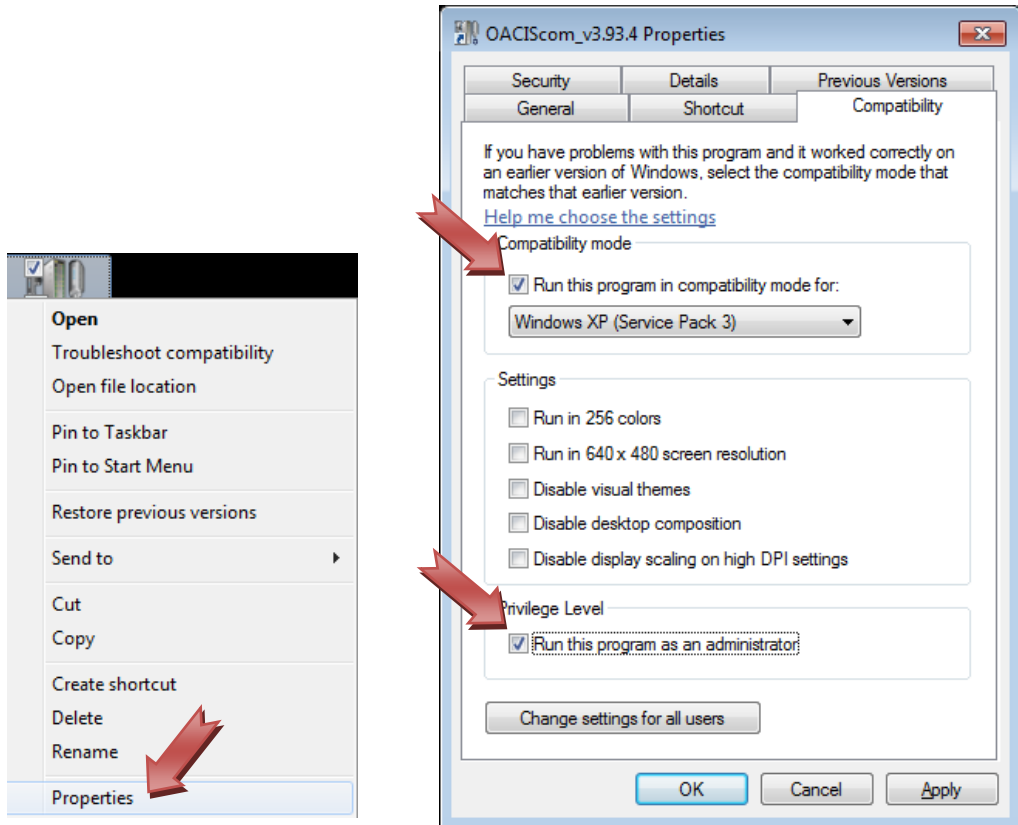 Open
Troubleshoot compatibility
Open file location
Pin to Taskbar
Pin to Start Menu
Restore previous versions
Send to
Cut
Copy
Create shortcut
Delete
Rename
Properties
OACIScom_v3.93.4 Properties
Security Details Previous Versions
General Shortcut Compatibility
If you have problems with this program and it worked correctly on
an earlier version of Windows, select the compatibility mode that
matches that earlier version.
Help me choose the settings
Compatibility mode
Run this program in compatibility mode for:
Windows XP (Service Pack 3)
Settings
Run in 256 colors
Run in 640 x 480 screen resolution
Disable visual themes
Disable desktop composition
Disable display scaling on high DPI settings
Privilege Level
Run this program as an administrator
Change settings for all users
OK Cancel Apply